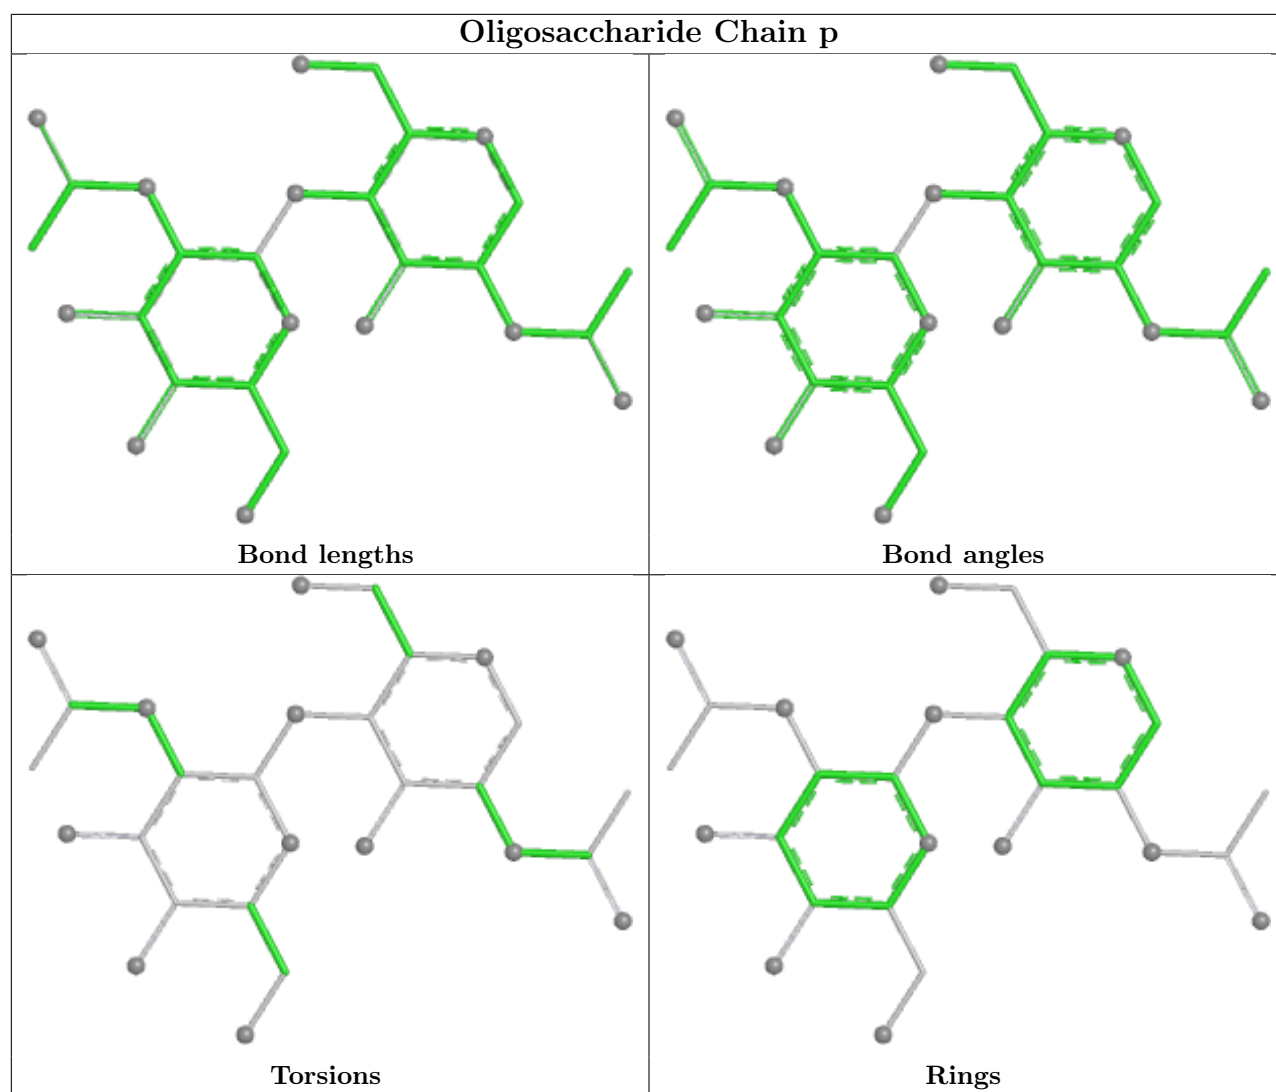 Oligosaccharide Chain p
Bond lengths
Bond angles
Torsions
Rings